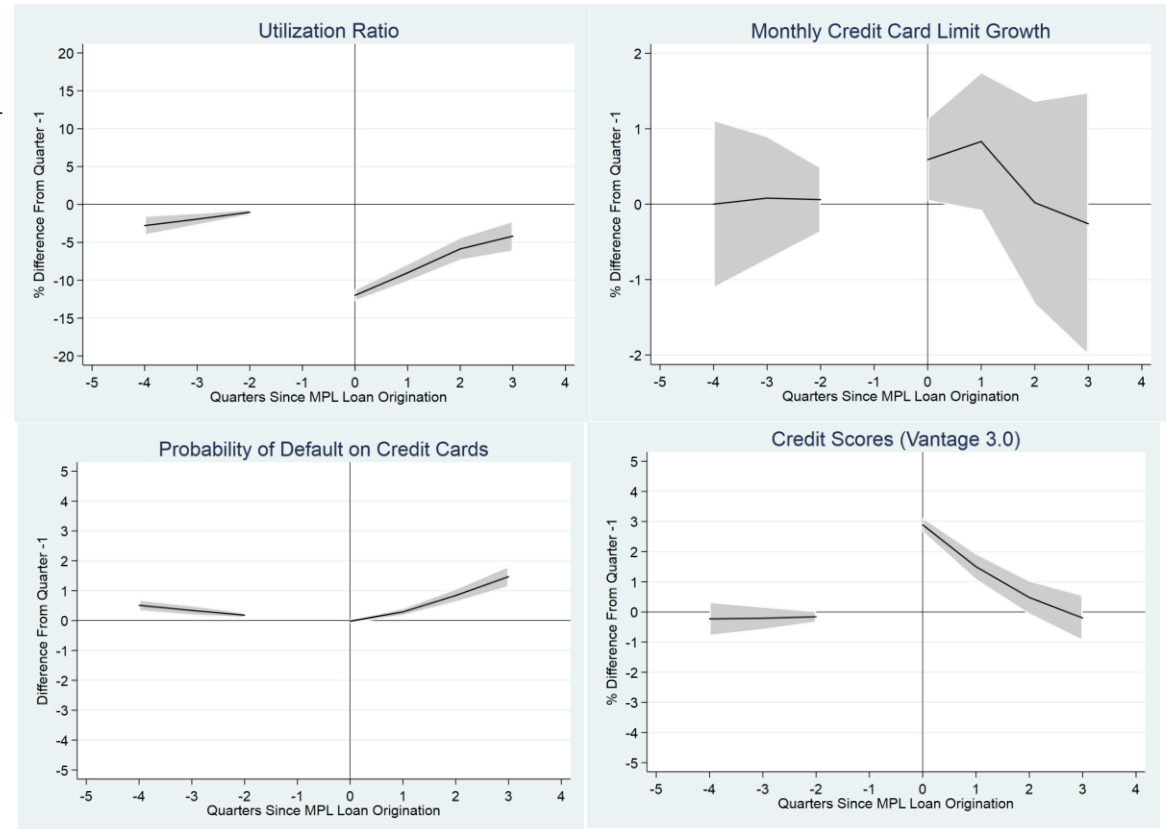 Utilization Ratio
% Difference From Quarter -1
20
15
10
5
0
-5
-10
-15
-20
-5 -4 -3 -2 -1 0 1 2 3 4
Quarters Since MPL Loan Origination
Monthly Credit Card Limit Growth
% Difference From Quarter -1
2
1
0
-1
-2
-5 -4 -3 -2 -1 0 1 2 3 4
Quarters Since MPL Loan Origination
Probability of Default on Credit Cards
Difference From Quarter -1
5
4
3
2
1
0
-1
-2
-3
-4
-5
-5 -4 -3 -2 -1 0 1 2 3 4
Quarters Since MPL Loan Origination
Credit Scores (Vantage 3.0)
% Difference From Quarter -1
5
4
3
2
1
0
-1
-2
-3
-4
-5
-5 -4 -3 -2 -1 0 1 2 3 4
Quarters Since MPL Loan Origination